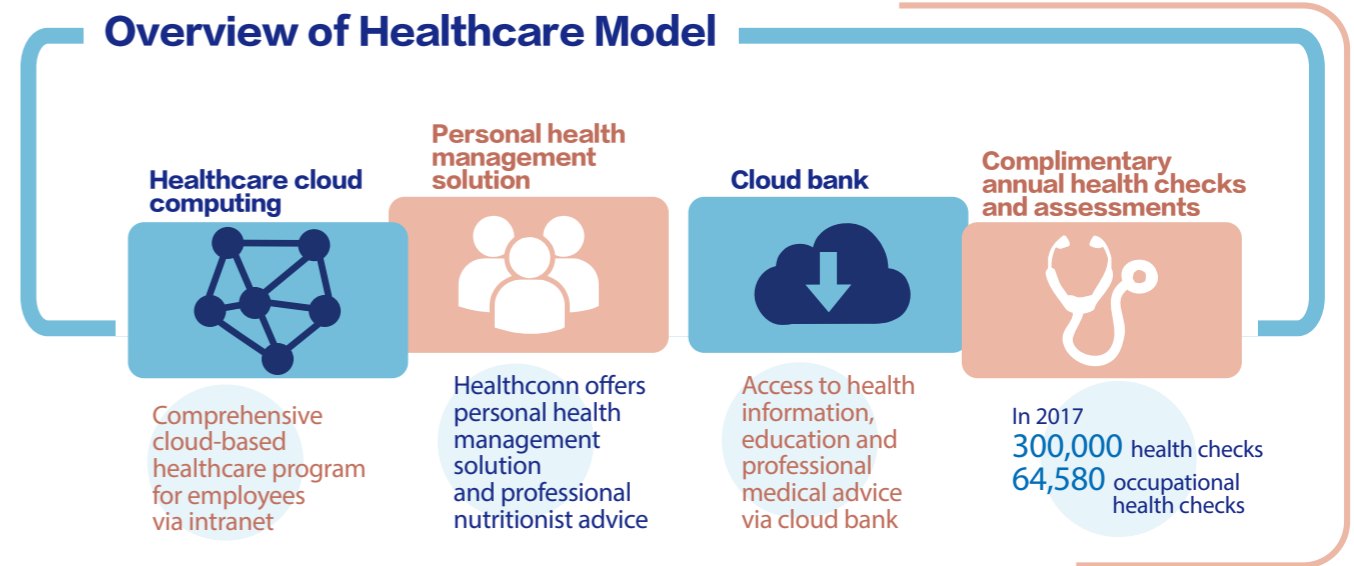 Overview of Healthcare Model
Healthcare cloud
computing
Comprehensive
cloud-based
healthcare program
for employees
via intranet
Personal health
management
solution
Healthconn offers
personal health
management
solution
and professional
nutritionist advice
Cloud bank
Access to health
information,
education and
professional
medical advice
via cloud bank
Complimentary
annual health checks
and assessments
In 2017
300,000 health checks
64,580 occupational
health checks